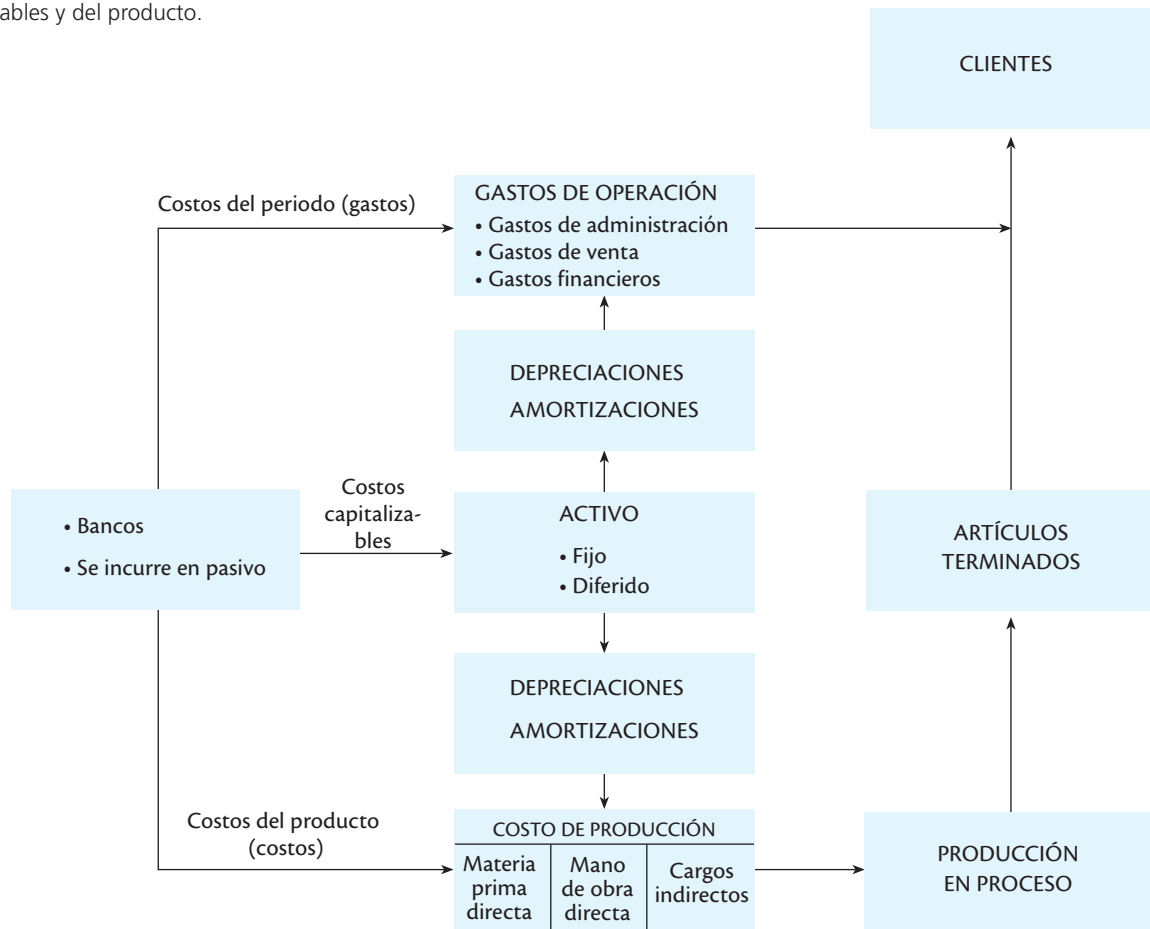 ables y del producto.
CLIENTES
Costos del periodo (gastos)
GASTOS DE OPERACIÓN
• Gastos de administración
• Gastos de venta
• Gastos financieros
DEPRECIACIONES
AMORTIZACIONES
• Bancos
• Se incurre en pasivo
Costos
capitaliza-
bles
ACTIVO
• Fijo
• Diferido
ARTÍCULOS
TERMINADOS
DEPRECIACIONES
AMORTIZACIONES
Costos del producto
(costos)
COSTO DE PRODUCCIÓN
Materia
prima
directa
Mano
de obra
directa
Cargos
indirectos
PRODUCCIÓN
EN PROCESO